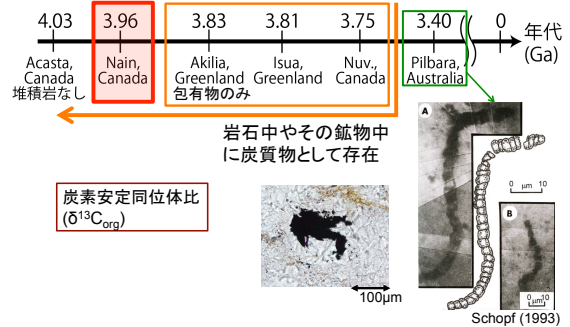 4.03 3.96 3.83 3.81 3.75 3.40 0 年代
(Ga)
Acasta,
Canada
堆積岩なし
Nain,
Canada
Akilia,
Greenland
包有物のみ
Isua,
Greenland
Nuv.,
Canada
Pilbara,
Australia
岩石中やその鉱物中
に炭質物として存在
炭素安定同位体比
(δ¹³Corg)
100μm
A
0 μm 10
B
0 μm 10
Schopf (1993)